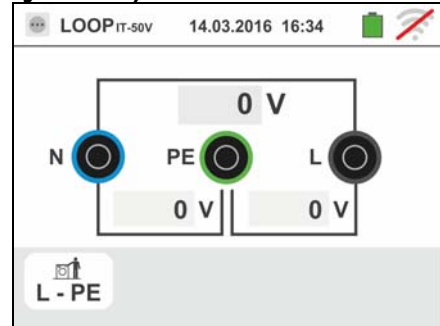 LOOP IT-50V 14.03.2016 16:34
0 V
N PE L
0 V 0 V
L - PE